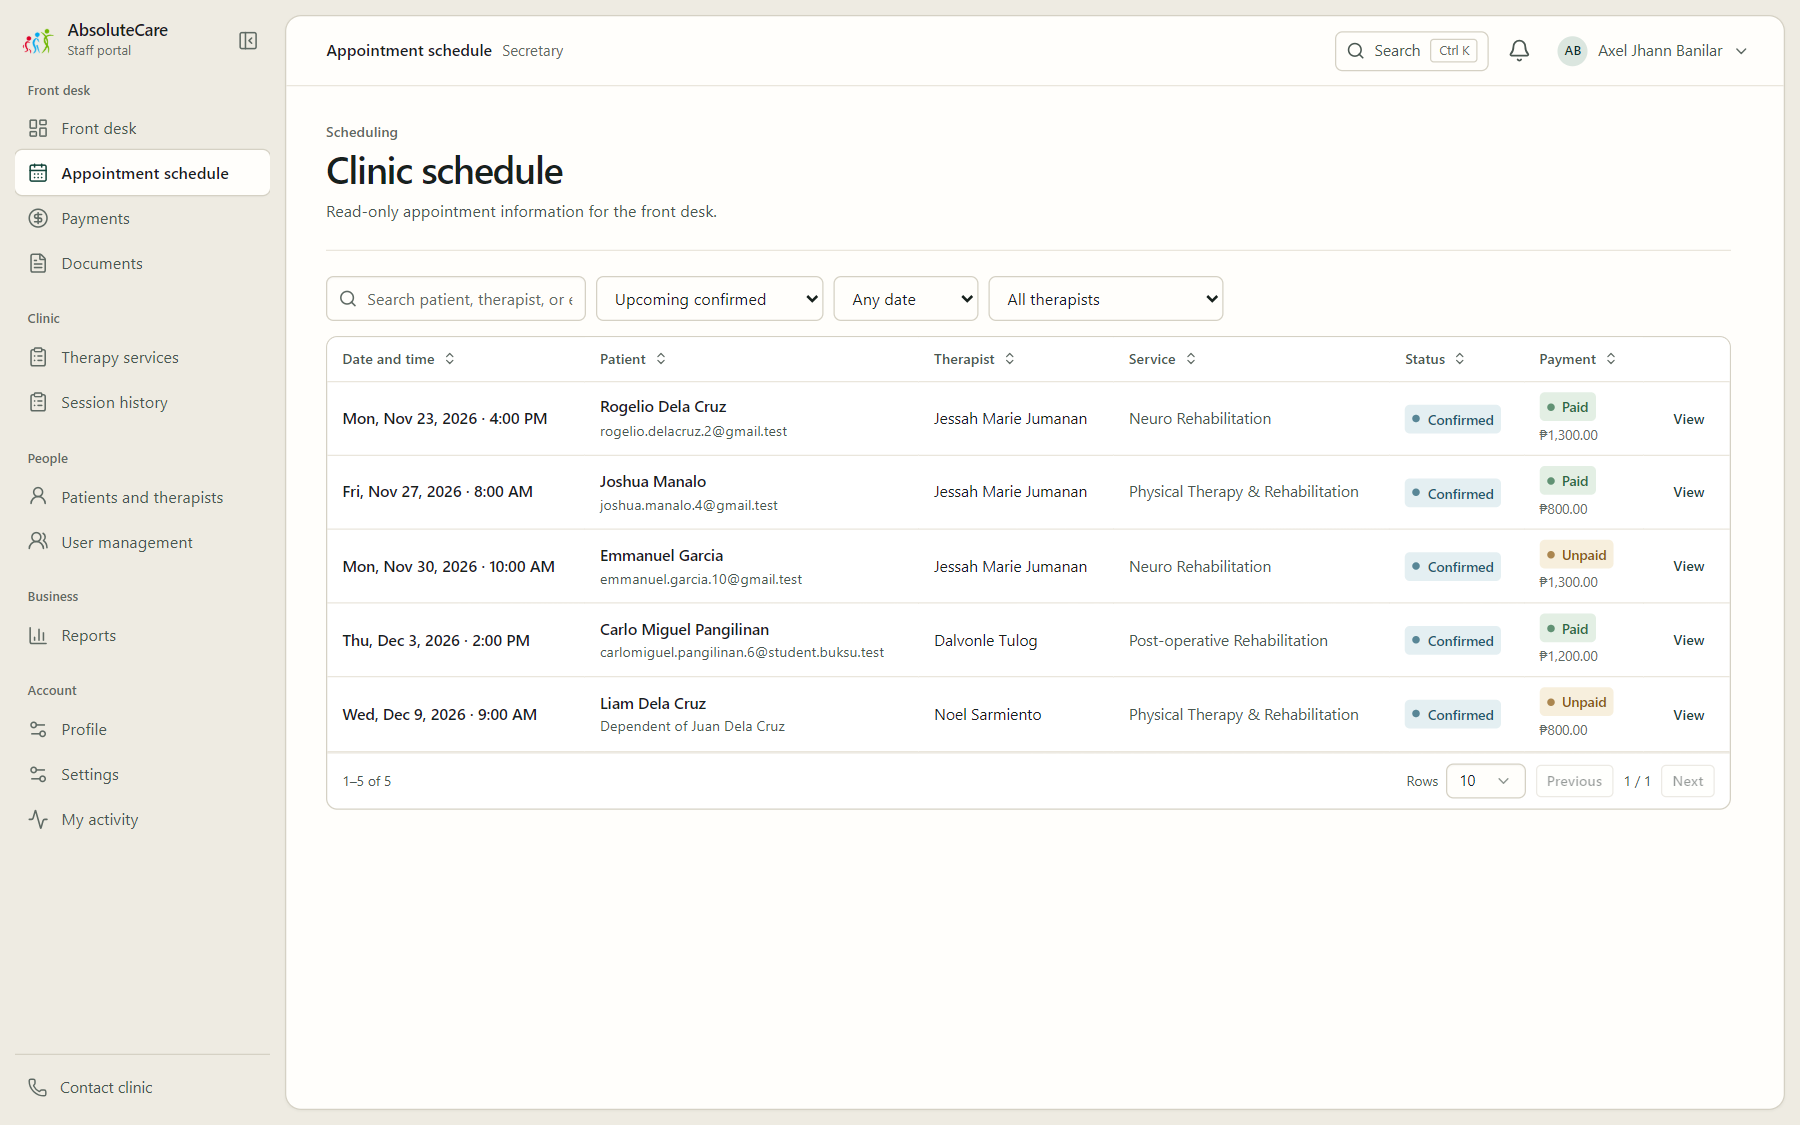 AbsoluteCare
Staff portal
Front desk
Front desk
Appointment schedule
Payments
Documents
Clinic
Therapy services
Session history
People
Patients and therapists
User management
Business
Reports
Account
Profile
Settings
My activity
Contact clinic
Appointment schedule Secretary
Search Ctrl K
AB Axel Jhann Banilar
Scheduling
Clinic schedule
Read-only appointment information for the front desk.
Search patient, therapist, or e
Upcoming confirmed
Any date
All therapists
Date and time Patient Therapist Service Status Payment
Mon, Nov 23, 2026 · 4:00 PM
Rogelio Dela Cruz
rogelio.delacruz.2@gmail.test
Jessah Marie Jumanan
Neuro Rehabilitation
Confirmed
Paid
₱1,300.00
View
Fri, Nov 27, 2026 · 8:00 AM
Joshua Manalo
joshua.manalo.4@gmail.test
Jessah Marie Jumanan
Physical Therapy & Rehabilitation
Confirmed
Paid
₱800.00
View
Mon, Nov 30, 2026 · 10:00 AM
Emmanuel Garcia
emmanuel.garcia.10@gmail.test
Jessah Marie Jumanan
Neuro Rehabilitation
Confirmed
Unpaid
₱1,300.00
View
Thu, Dec 3, 2026 · 2:00 PM
Carlo Miguel Pangilinan
carlomiguel.pangilinan.6@student.buksu.test
Dalvonle Tulog
Post-operative Rehabilitation
Confirmed
Paid
₱1,200.00
View
Wed, Dec 9, 2026 · 9:00 AM
Liam Dela Cruz
Dependent of Juan Dela Cruz
Noel Sarmiento
Physical Therapy & Rehabilitation
Confirmed
Unpaid
₱800.00
View
1–5 of 5
Rows 10 Previous 1 / 1 Next